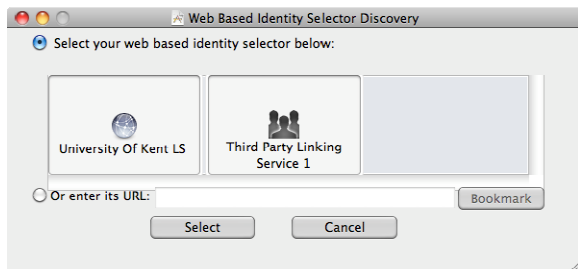 Web Based Identity Selector Discovery
Select your web based identity selector below:
University Of Kent LS
Third Party Linking
Service 1
Or enter its URL:
Bookmark
Select
Cancel